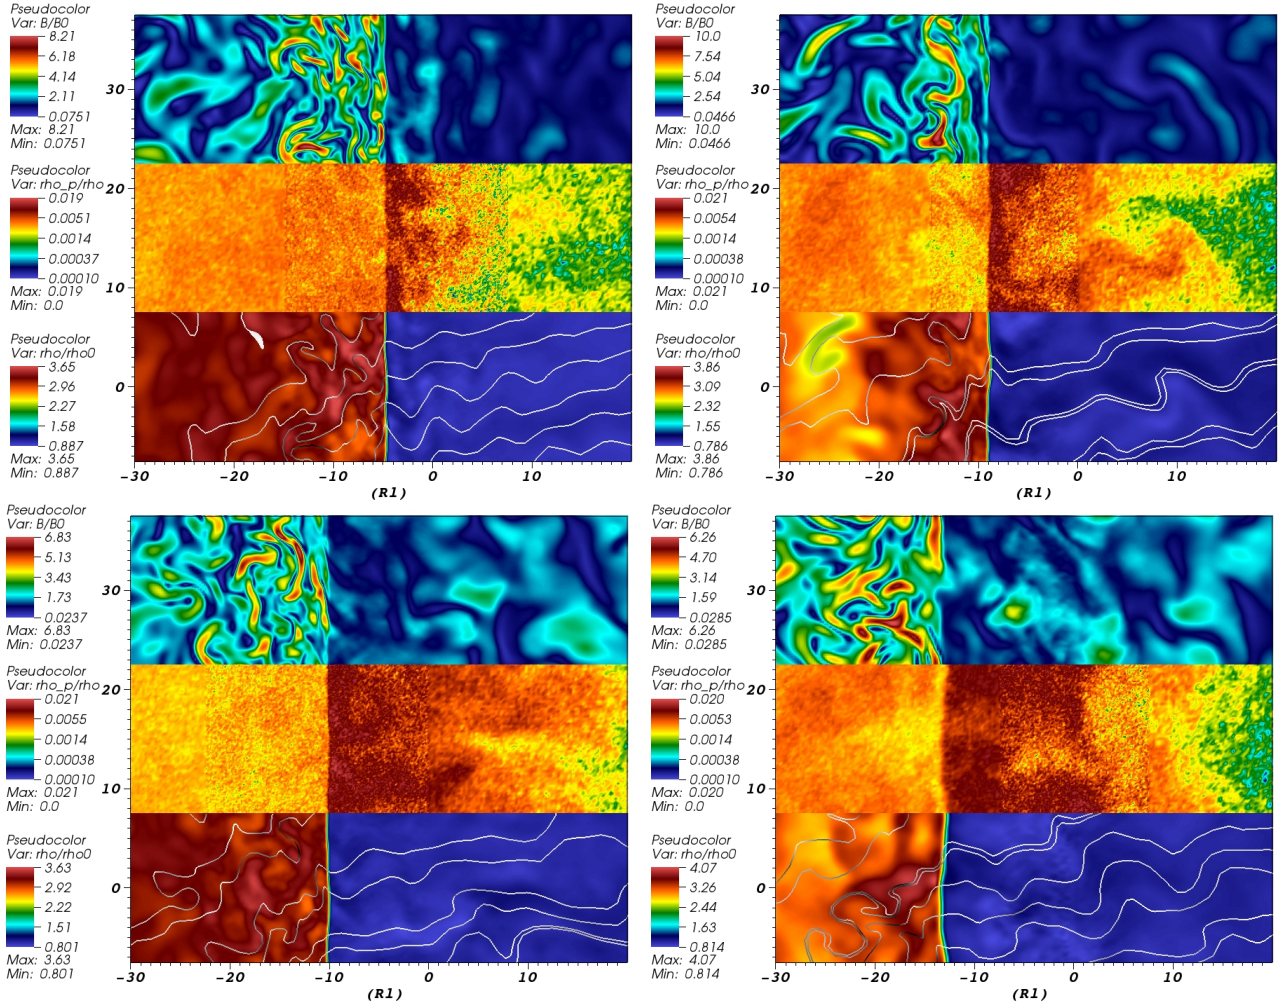 Pseudocolor
Var: B/B0
8.21
6.18
4.14
2.11
0.0751
Max: 8.21
Min: 0.0751
Pseudocolor
Var: rho_p/rho
0.019
0.0051
0.0014
0.00037
0.00010
Max: 0.019
Min: 0.0
Pseudocolor
Var: rho/rho0
3.65
2.96
2.27
1.58
0.887
Max: 3.65
Min: 0.887
30
20
10
0
-30 -20 -10 0 10
(Rl)
Pseudocolor
Var: B/B0
10.0
7.54
5.04
2.54
0.0466
Max: 10.0
Min: 0.0466
Pseudocolor
Var: rho_p/rho
0.021
0.0054
0.0014
0.00038
0.00010
Max: 0.021
Min: 0.0
Pseudocolor
Var: rho/rho0
3.86
3.09
2.32
1.55
0.786
Max: 3.86
Min: 0.786
30
20
10
0
-30 -20 -10 0 10
(Rl)
Pseudocolor
Var: B/B0
6.83
5.13
3.43
1.73
0.0237
Max: 6.83
Min: 0.0237
Pseudocolor
Var: rho_p/rho
0.021
0.0055
0.0014
0.00038
0.00010
Max: 0.021
Min: 0.0
Pseudocolor
Var: rho/rho0
3.63
2.92
2.22
1.51
0.801
Max: 3.63
Min: 0.801
30
20
10
0
-30 -20 -10 0 10
(Rl)
Pseudocolor
Var: B/B0
6.26
4.70
3.14
1.59
0.0285
Max: 6.26
Min: 0.0285
Pseudocolor
Var: rho_p/rho
0.020
0.0053
0.0014
0.00038
0.00010
Max: 0.020
Min: 0.0
Pseudocolor
Var: rho/rho0
4.07
3.26
2.44
1.63
0.814
Max: 4.07
Min: 0.814
30
20
10
0
-30 -20 -10 0 10
(Rl)